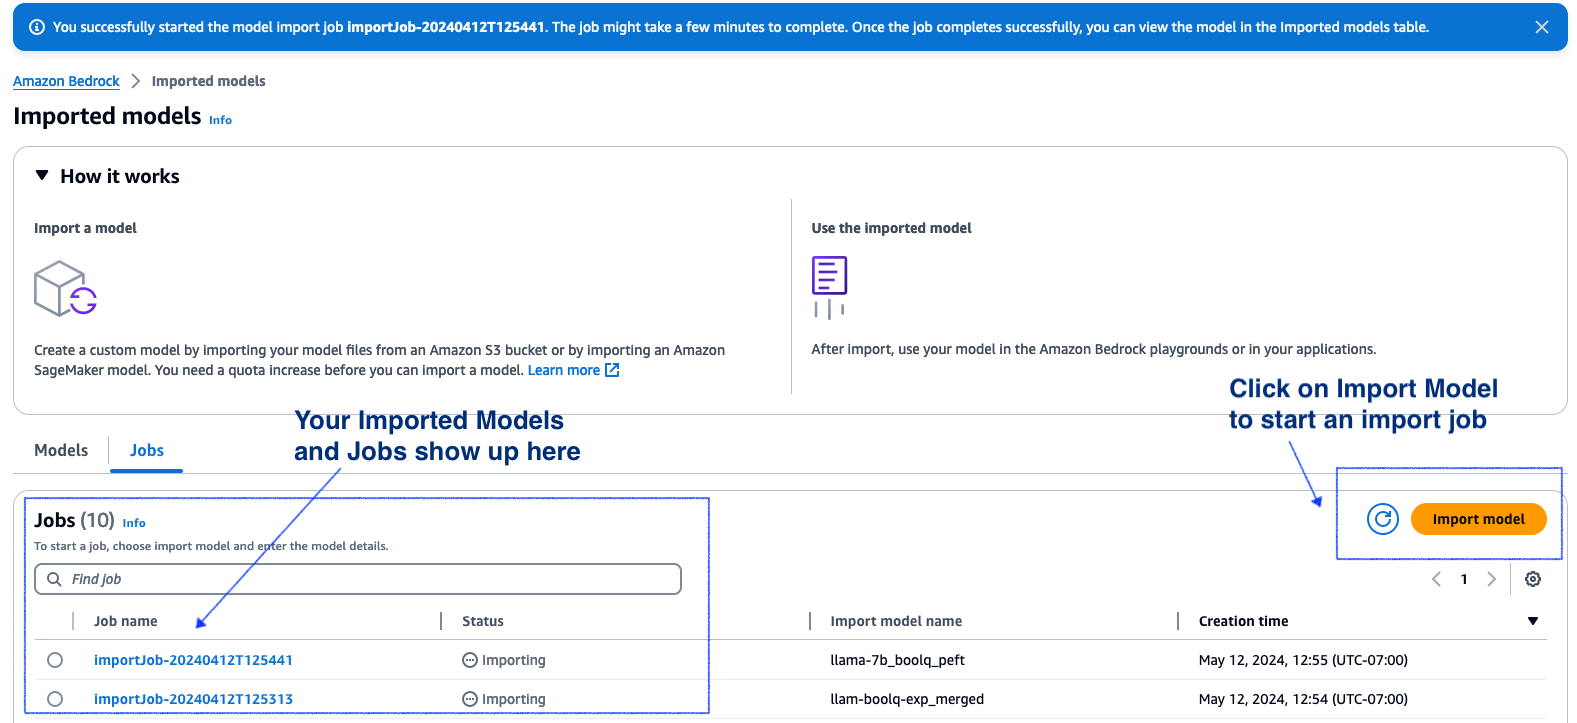 You successfully started the model import job importJob-20240412T125441. The job might take a few minutes to complete. Once the job completes successfully, you can view the model in the Imported models table.
Amazon Bedrock > Imported models
Imported models Info
How it works
Import a model
Create a custom model by importing your model files from an Amazon S3 bucket or by importing an Amazon
SageMaker model. You need a quota increase before you can import a model. Learn more
Use the imported model
After import, use your model in the Amazon Bedrock playgrounds or in your applications.
Click on Import Model
to start an import job
Your Imported Models
and Jobs show up here
Models Jobs
Jobs (10) Info
To start a job, choose import model and enter the model details.
Import model
Find job
1
Job name Status Import model name Creation time
importJob-20240412T125441 Importing llama-7b_boolq_peft May 12, 2024, 12:55 (UTC-07:00)
importJob-20240412T125313 Importing llam-boolq-exp_merged May 12, 2024, 12:54 (UTC-07:00)